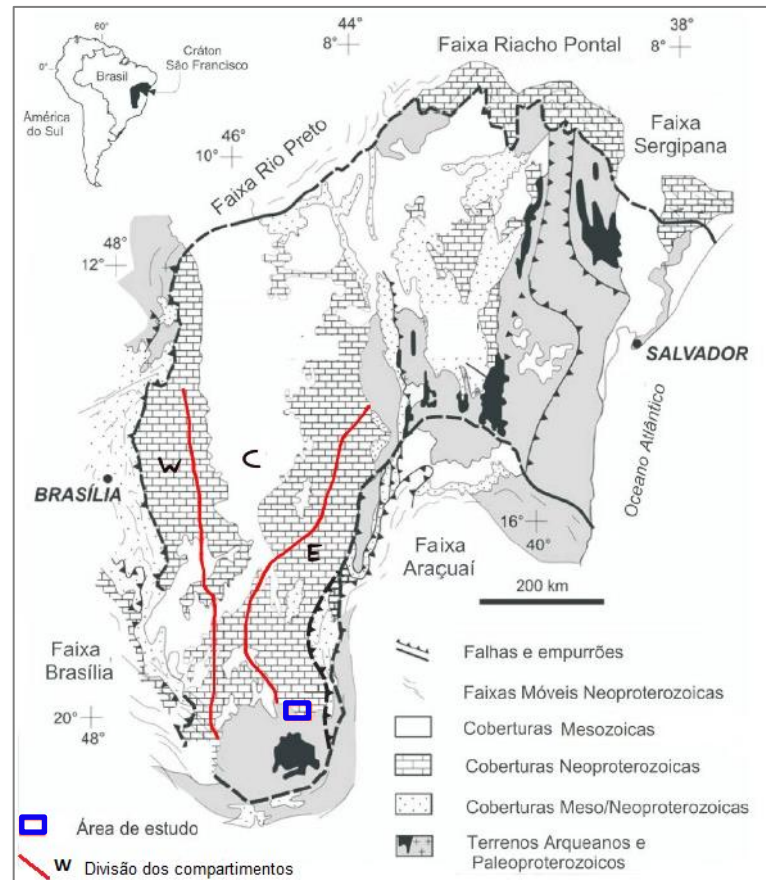 44°
8°
38°
8°
60°
0°
Brasil
Cráton
São Francisco
América
do Sul
Faixa Riacho Pontal
Faixa
Sergipana
46°
10°
Faixa Rio Preto
48°
12°
SALVADOR
Oceano Atlântico
W
C
E
BRASÍLIA
16°
40°
Faixa
Araçuaí
200 km
Faixa
Brasília
20°
48°
Falhas e empurrões
Faixas Móveis Neoproterozoicas
Coberturas Mesozoicas
Coberturas Neoproterozoicas
Coberturas Meso/Neoproterozoicas
Terrenos Arqueanos e
Paleoproterozoicos
Área de estudo
W Divisão dos compartimentos